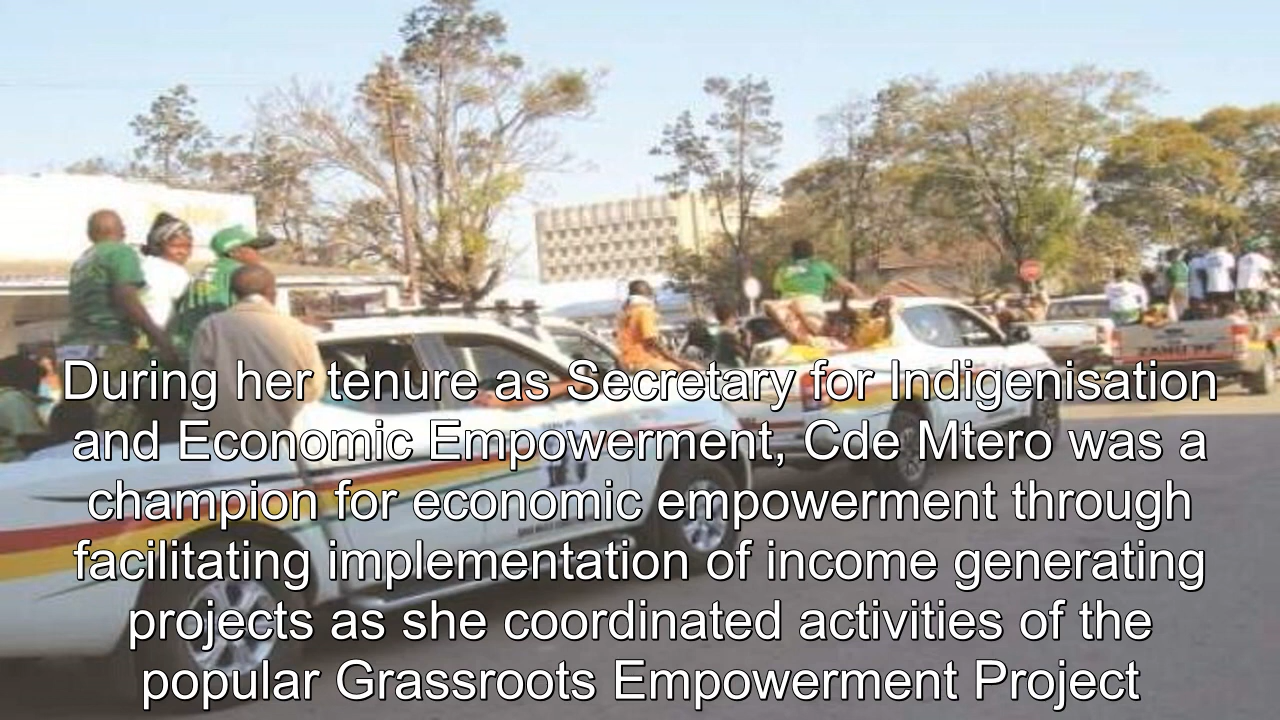 During her tenure as Secretary for Indigenisation
and Economic Empowerment, Cde Mtero was a
champion for economic empowerment through
facilitating implementation of income generating
projects as she coordinated activities of the
popular Grassroots Empowerment Project